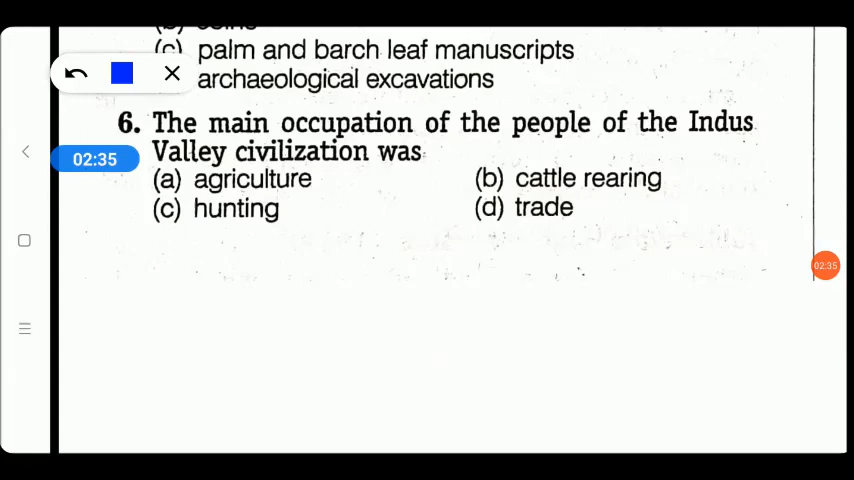 (c) palm and barch leaf manuscripts
archaeological excavations
6. The main occupation of the people of the Indus
02:35
Valley civilization was
(a) agriculture (b) cattle rearing
(c) hunting (d) trade
02:35